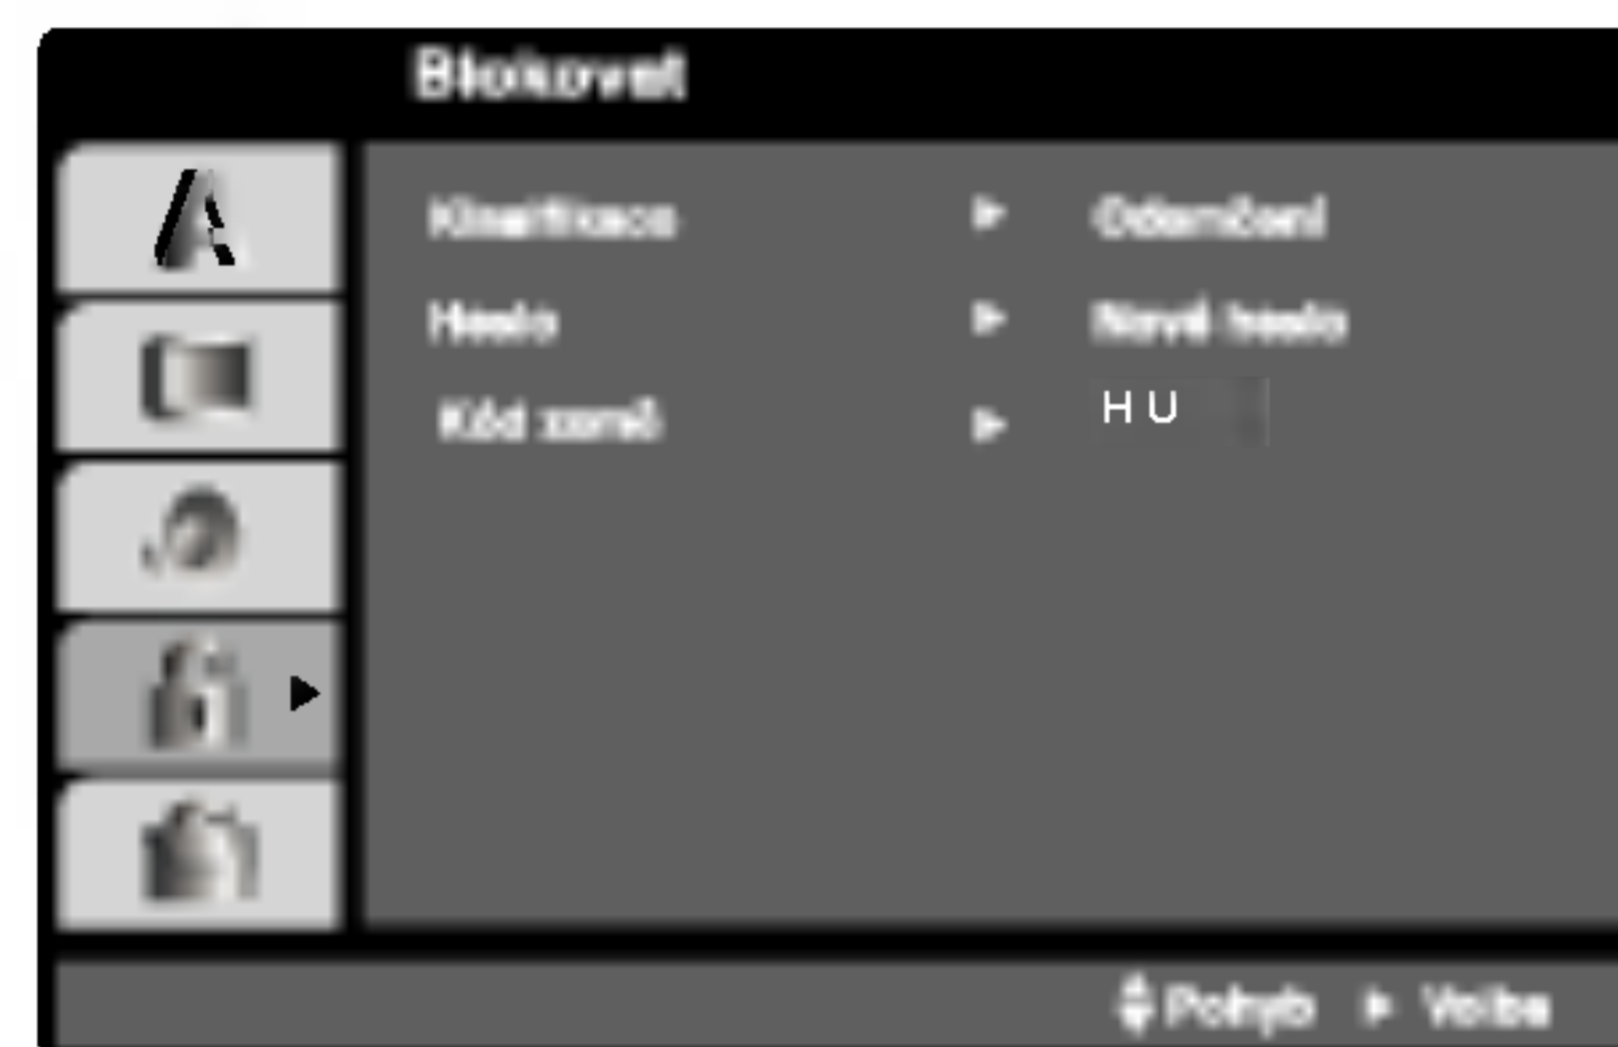 Blokovat
Klasifikace ► Odemčení
Heslo ► Nové heslo
Kód země ► H U
Pohyb ► Volba